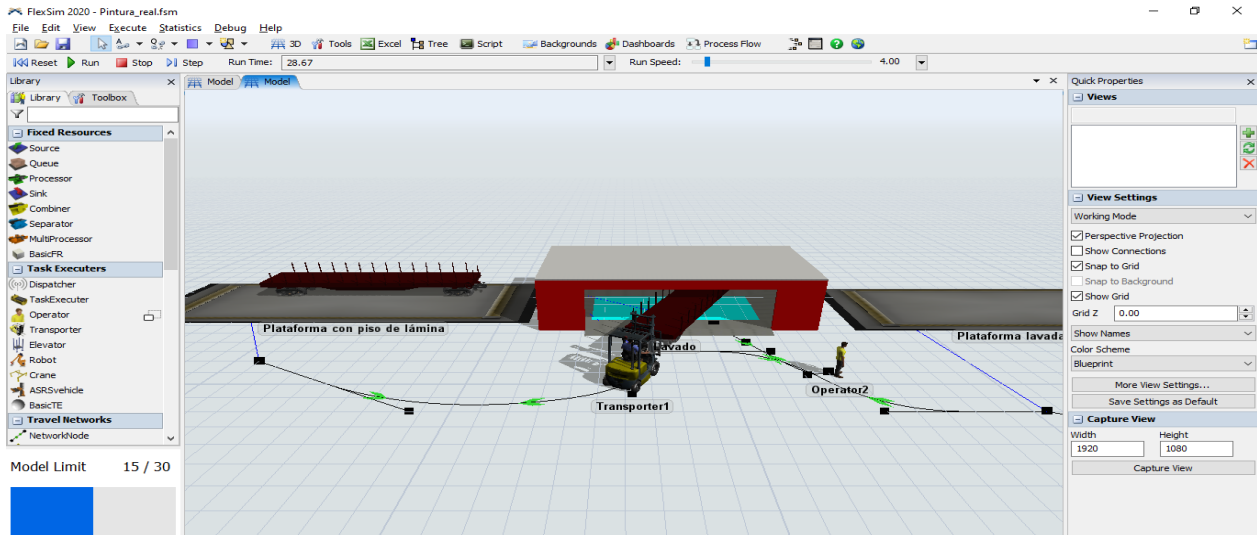 FlexSim 2020 - Pintura_real.fsm
File Edit View Execute Statistics Debug Help
3D Tools Excel Tree Script Backgrounds Dashboards Process Flow
Reset Run Stop Step Run Time: 28.67 Run Speed: 4.00
Library
Library Toolbox
Fixed Resources
Source
Queue
Processor
Sink
Combiner
Separator
MultiProcessor
BasicFR
Task Executers
Dispatcher
TaskExecuter
Operator
Transporter
Elevator
Robot
Crane
ASRSvehicle
BasicTE
Travel Networks
NetworkNode
Model Limit 15 / 30
Model Model
Plataforma con piso de lámina
Lavado
Plataforma lavada
Operator2
Transporter1
Quick Properties
Views
View Settings
Working Mode
Perspective Projection
Show Connections
Snap to Grid
Snap to Background
Show Grid
Grid Z 0.00
Show Names
Color Scheme
Blueprint
More View Settings...
Save Settings as Default
Capture View
Width Height
1920 1080
Capture View